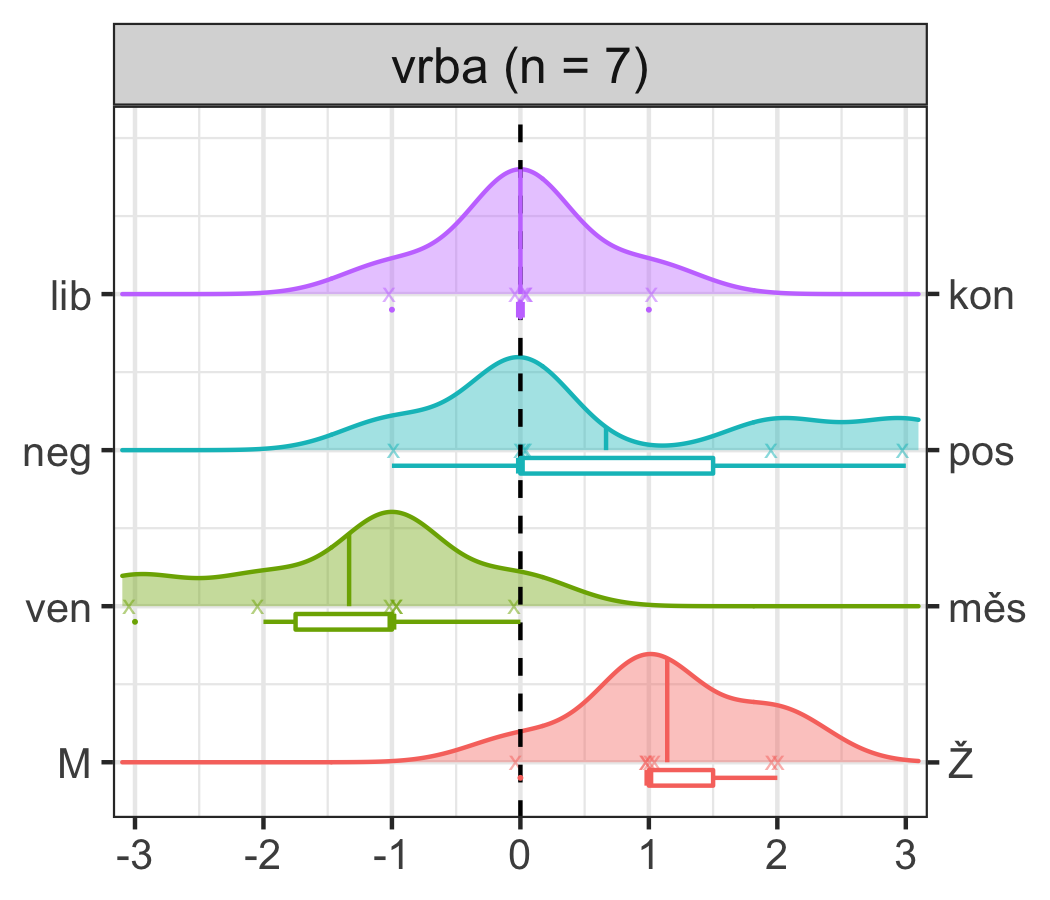 vrba (n = 7)
lib kon
neg pos
ven měs
M Ž
-3 -2 -1 0 1 2 3